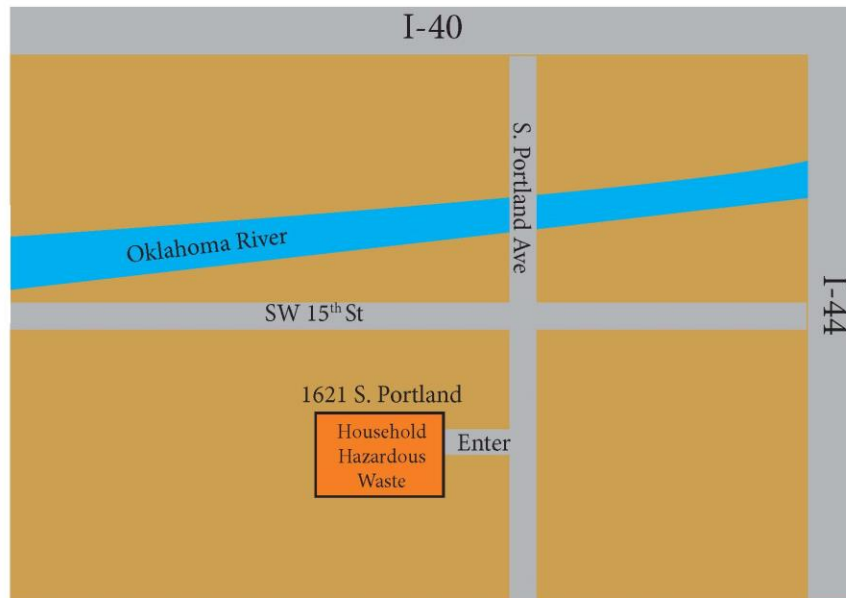 I-40
S. Portland Ave
Oklahoma River
I-44
SW 15th St
1621 S. Portland
Household
Hazardous
Waste
Enter